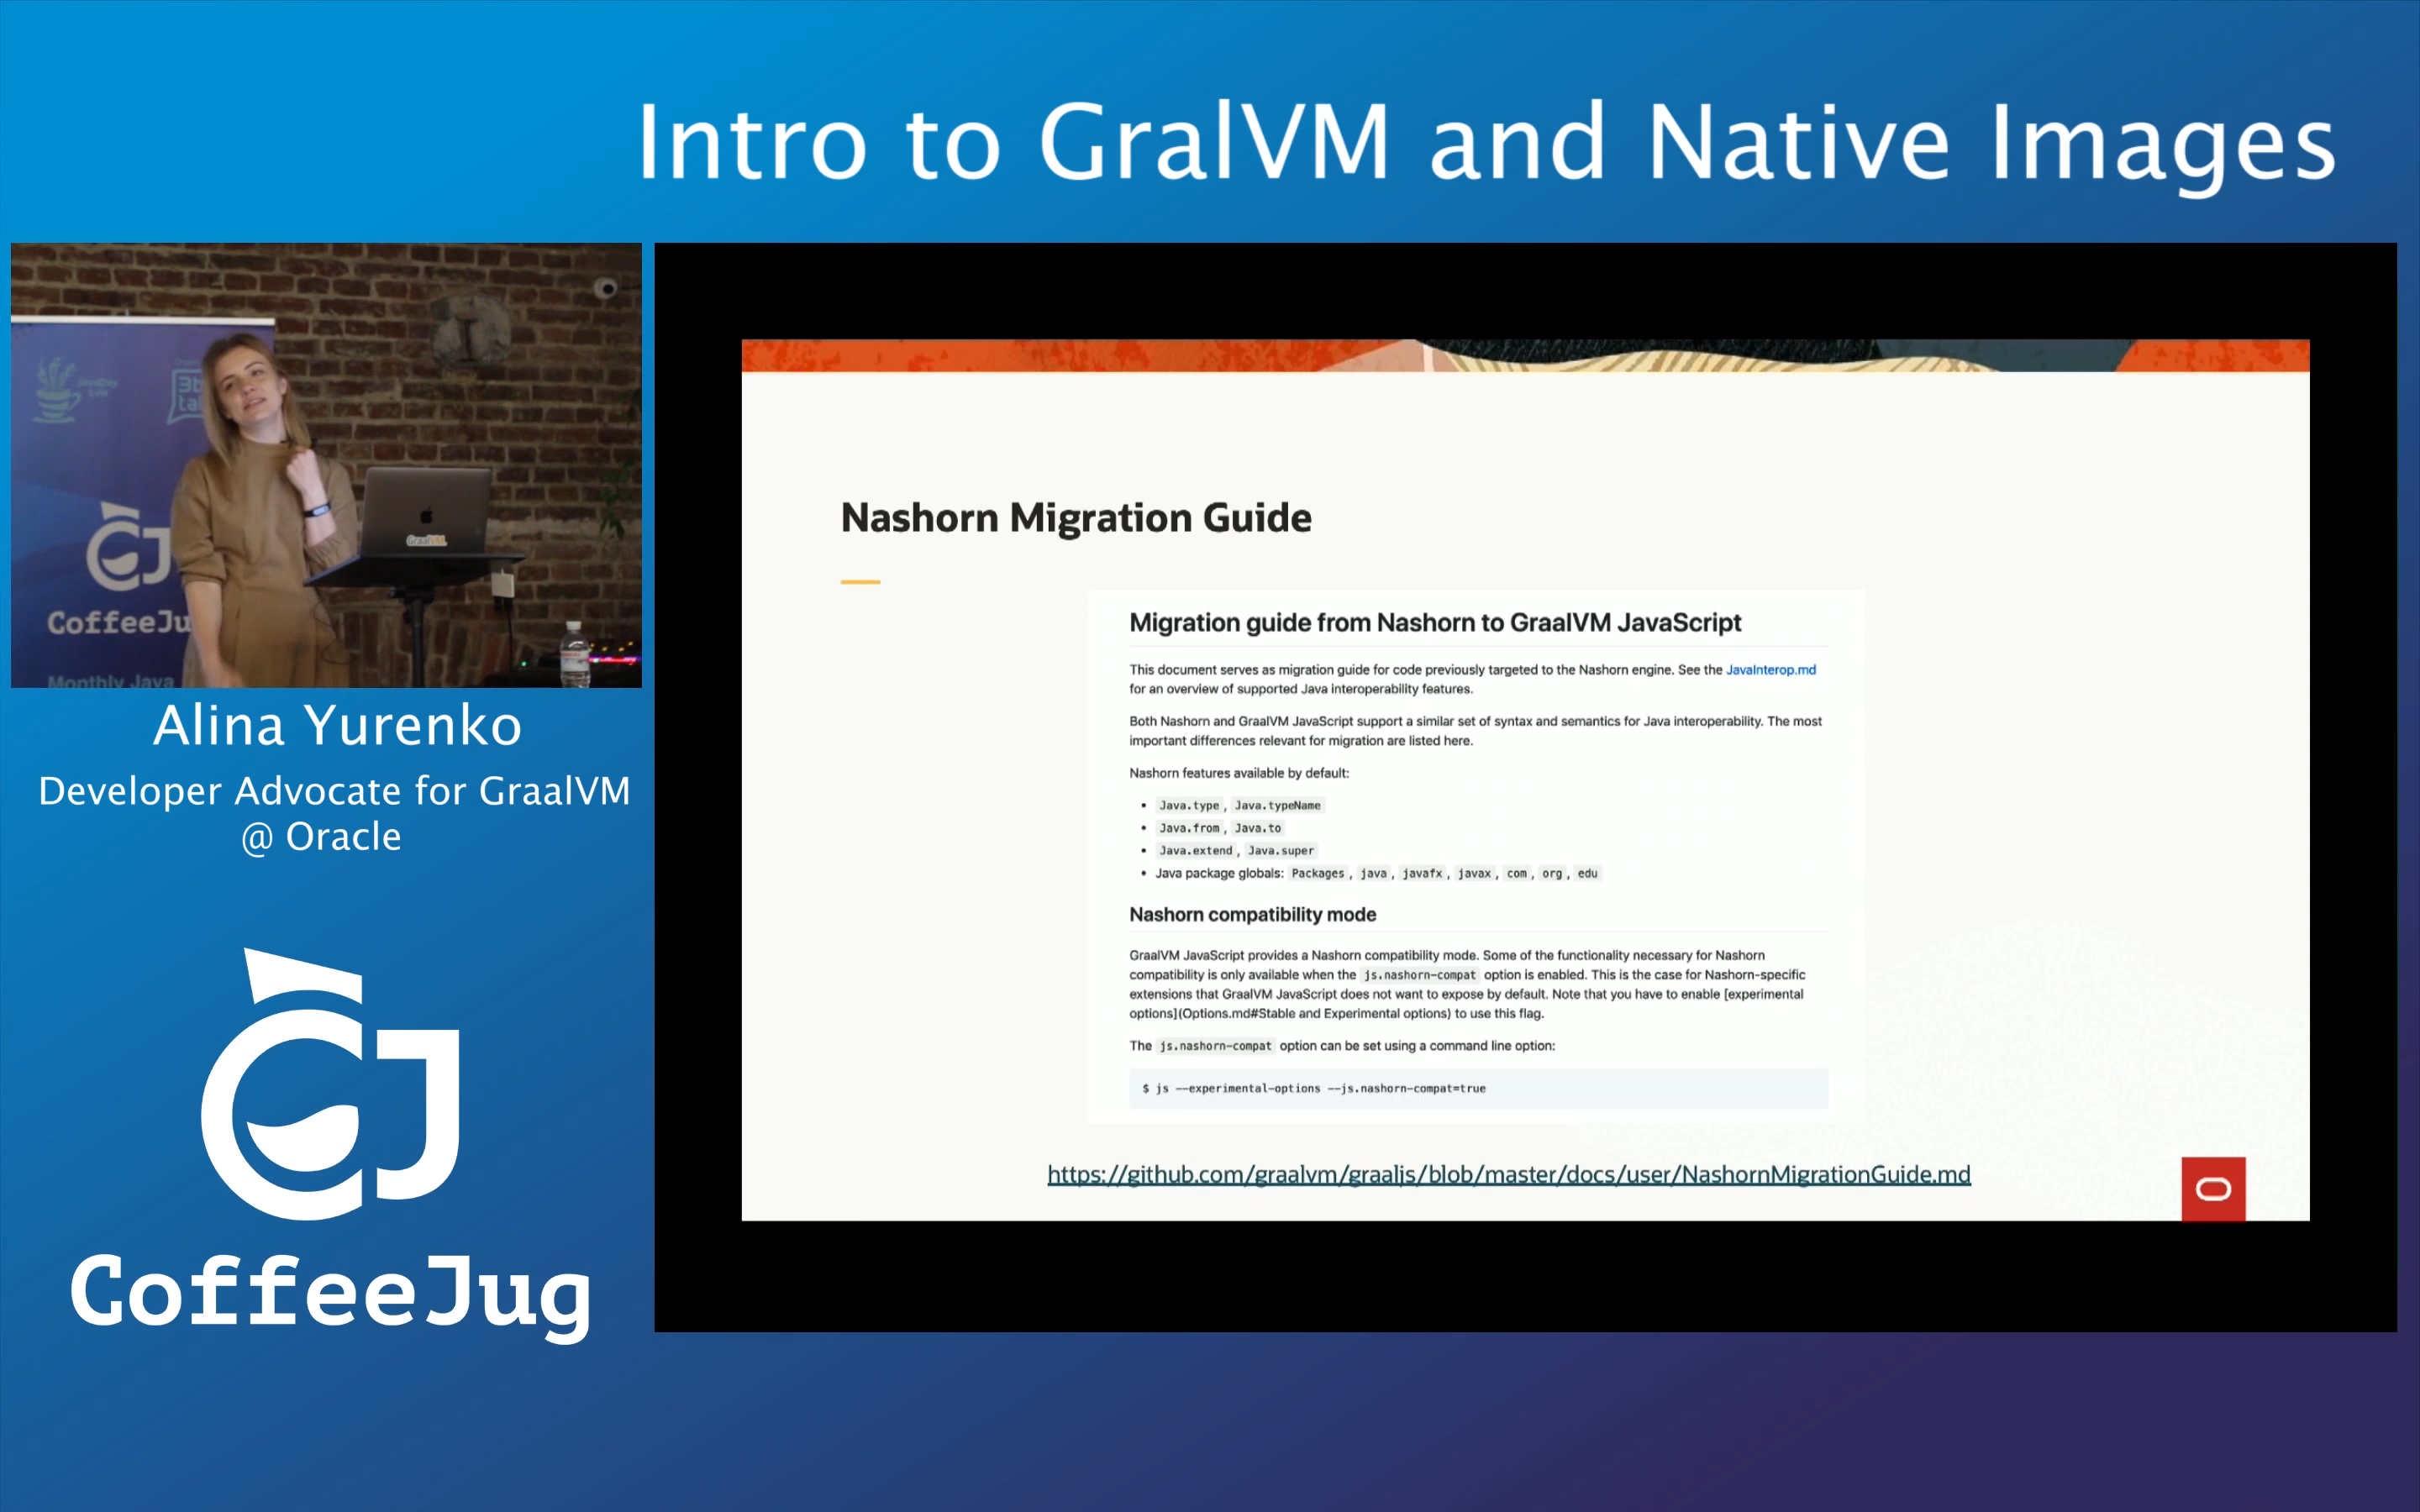 Intro to GralVM and Native Images
JavaDay
Lviv
GraalVM
CoffeeJu
Monthly Java
Alina Yurenko
Developer Advocate for GraalVM
@ Oracle
CJ
CoffeeJug
Nashorn Migration Guide
Migration guide from Nashorn to GraalVM JavaScript
This document serves as migration guide for code previously targeted to the Nashorn engine. See the JavaInterop.md
for an overview of supported Java interoperability features.
Both Nashorn and GraalVM JavaScript support a similar set of syntax and semantics for Java interoperability. The most
important differences relevant for migration are listed here.
Nashorn features available by default:
• Java.type , Java.typeName
• Java.from , Java.to
• Java.extend , Java.super
• Java package globals: Packages , java , javafx , javax , com , org , edu
Nashorn compatibility mode
GraalVM JavaScript provides a Nashorn compatibility mode. Some of the functionality necessary for Nashorn
compatibility is only available when the js.nashorn-compat option is enabled. This is the case for Nashorn-specific
extensions that GraalVM JavaScript does not want to expose by default. Note that you have to enable [experimental
options](Options.md#Stable and Experimental options) to use this flag.
The js.nashorn-compat option can be set using a command line option:
$ js --experimental-options --js.nashorn-compat=true
https://github.com/graalvm/graaljs/blob/master/docs/user/NashornMigrationGuide.md